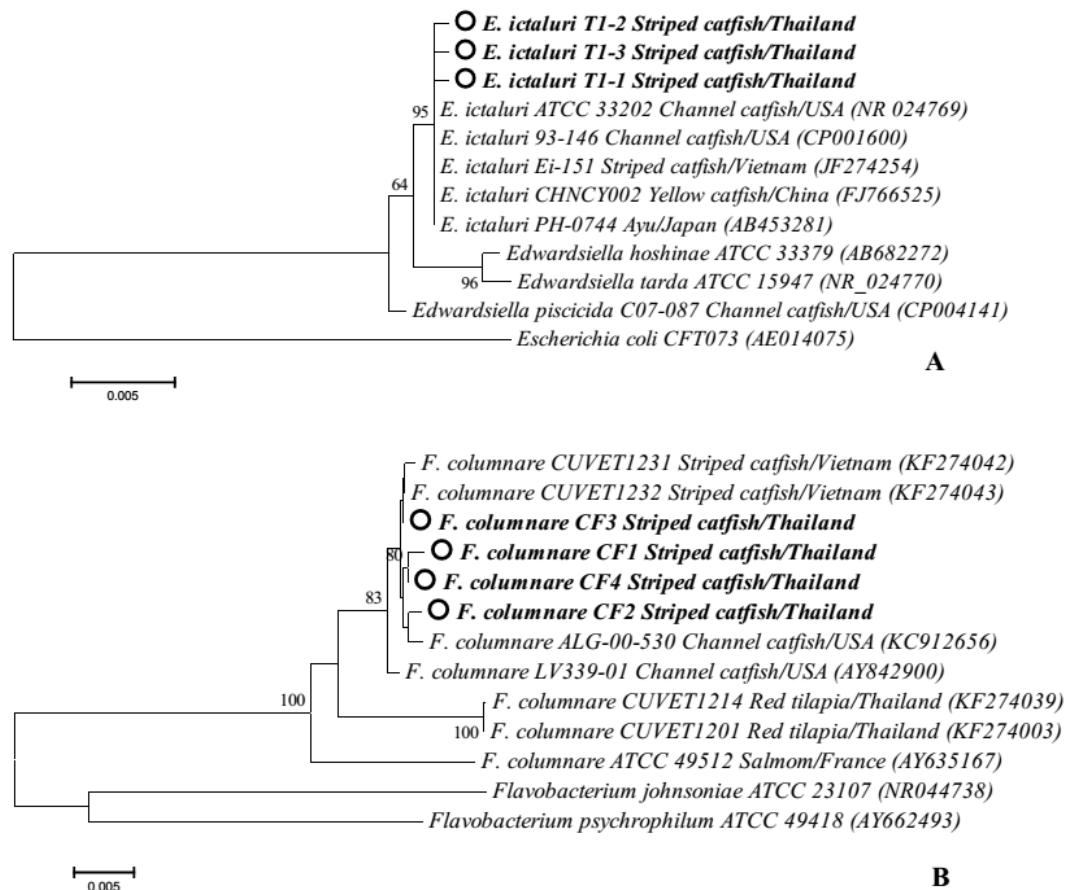 E. ictaluri T1-2 Striped catfish/Thailand
E. ictaluri T1-3 Striped catfish/Thailand
E. ictaluri T1-1 Striped catfish/Thailand
95
E. ictaluri ATCC 33202 Channel catfish/USA (NR 024769)
E. ictaluri 93-146 Channel catfish/USA (CP001600)
E. ictaluri Ei-151 Striped catfish/Vietnam (JF274254)
64
E. ictaluri CHNCY002 Yellow catfish/China (FJ766525)
E. ictaluri PH-0744 Ayu/Japan (AB453281)
Edwardsiella hoshinae ATCC 33379 (AB682272)
96
Edwardsiella tarda ATCC 15947 (NR_024770)
Edwardsiella piscicida C07-087 Channel catfish/USA (CP004141)
Escherichia coli CFT073 (AE014075)
A
0.005
F. columnare CUVET1231 Striped catfish/Vietnam (KF274042)
F. columnare CUVET1232 Striped catfish/Vietnam (KF274043)
F. columnare CF3 Striped catfish/Thailand
80
F. columnare CF1 Striped catfish/Thailand
F. columnare CF4 Striped catfish/Thailand
83
F. columnare CF2 Striped catfish/Thailand
F. columnare ALG-00-530 Channel catfish/USA (KC912656)
F. columnare LV339-01 Channel catfish/USA (AY842900)
100
F. columnare CUVET1214 Red tilapia/Thailand (KF274039)
100
F. columnare CUVET1201 Red tilapia/Thailand (KF274003)
F. columnare ATCC 49512 Salmom/France (AY635167)
Flavobacterium johnsoniae ATCC 23107 (NR044738)
Flavobacterium psychrophilum ATCC 49418 (AY662493)
B
0.005